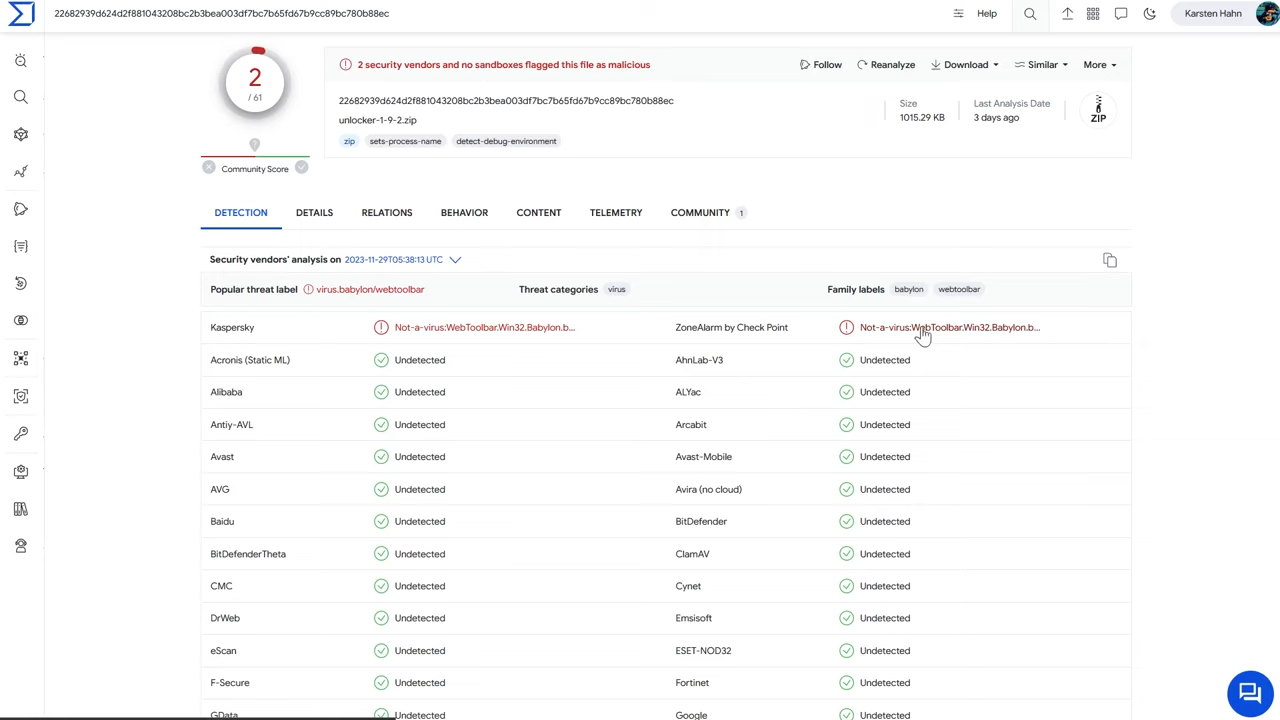 22682939d624d2f881043208bc2b3bea003df7bc7b65fd67b9cc89bc780b88ec
Help
Karsten Hahn
2
/ 61
Community Score
2 security vendors and no sandboxes flagged this file as malicious
Follow
Reanalyze
Download
Similar
More
22682939d624d2f881043208bc2b3bea003df7bc7b65fd67b9cc89bc780b88ec
unlocker-1-9-2.zip
zip sets-process-name detect-debug-environment
Size
1015.29 KB
Last Analysis Date
3 days ago
ZIP
DETECTION DETAILS RELATIONS BEHAVIOR CONTENT TELEMETRY COMMUNITY 1
Security vendors' analysis on 2023-11-29T05:38:13 UTC
Popular threat label virus.babylon/webtoolbar Threat categories virus Family labels babylon webtoolbar
Kaspersky Not-a-virus:WebToolbar.Win32.Babylon.b... ZoneAlarm by Check Point Not-a-virus:WebToolbar.Win32.Babylon.b...
Acronis (Static ML) Undetected AhnLab-V3 Undetected
Alibaba Undetected ALYac Undetected
Antiy-AVL Undetected Arcabit Undetected
Avast Undetected Avast-Mobile Undetected
AVG Undetected Avira (no cloud) Undetected
Baidu Undetected BitDefender Undetected
BitDefenderTheta Undetected ClamAV Undetected
CMC Undetected Cynet Undetected
DrWeb Undetected Emsisoft Undetected
eScan Undetected ESET-NOD32 Undetected
F-Secure Undetected Fortinet Undetected
GData Undetected Google Undetected